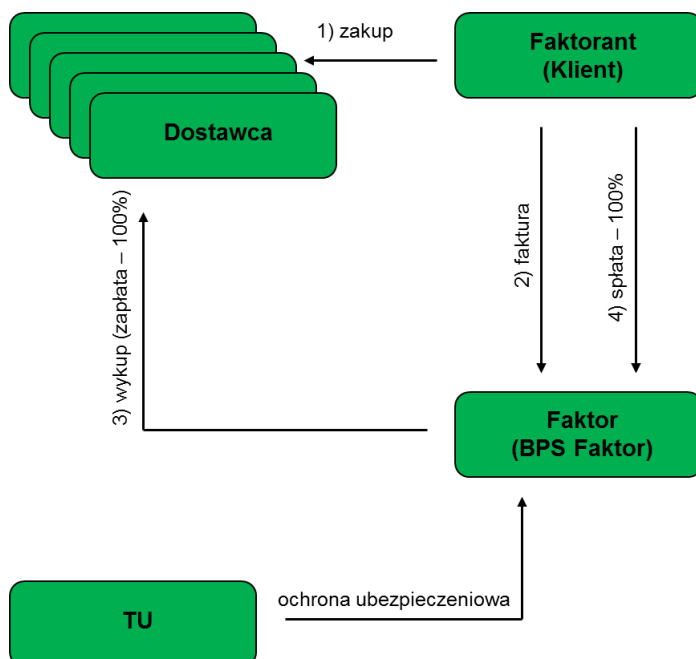 1) zakup
Faktorant
(Klient)
Dostawca
3) wykup (zapłata – 100%)
2) faktura
4) spłata – 100%
Faktor
(BPS Faktor)
ochrona ubezpieczeniowa
TU